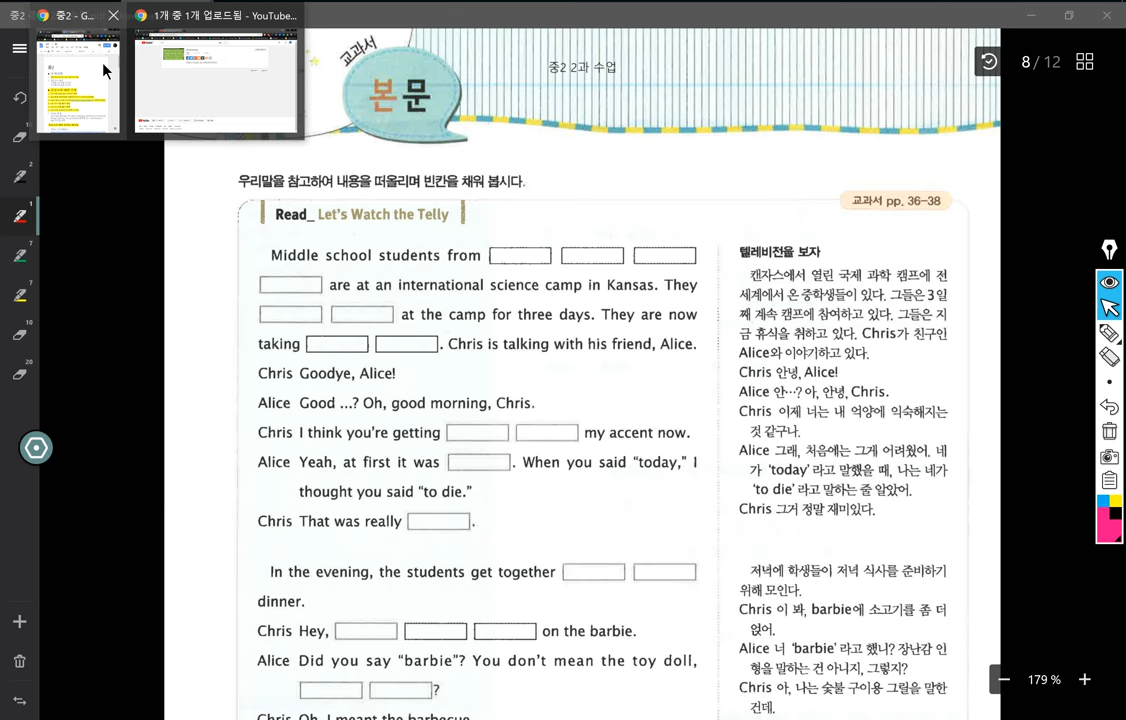 중2 - G...
1개 중 1개 업로드됨 - YouTube...
교과서
본문
중2 2과 수업
8 / 12
우리말을 참고하여 내용을 떠올리며 빈칸을 채워 봅시다.
교과서 pp. 36–38
Read_ Let's Watch the Telly
Middle school students from
are at an international science camp in Kansas. They
at the camp for three days. They are now
taking . Chris is talking with his friend, Alice.
Chris Goodye, Alice!
Alice Good ...? Oh, good morning, Chris.
Chris I think you're getting my accent now.
Alice Yeah, at first it was . When you said “today,” I
thought you said “to die.”
Chris That was really .
In the evening, the students get together
dinner.
Chris Hey, on the barbie.
Alice Did you say “barbie”? You don't mean the toy doll,
?
Chris Oh, I meant the barbecue
텔레비전을 보자
캔자스에서 열린 국제 과학 캠프에 전
세계에서 온 중학생들이 있다. 그들은 3일
째 계속 캠프에 참여하고 있다. 그들은 지
금 휴식을 취하고 있다. Chris가 친구인
Alice와 이야기하고 있다.
Chris 안녕, Alice!
Alice 안…? 아, 안녕, Chris.
Chris 이제 너는 내 억양에 익숙해지는
것 같구나.
Alice 그래, 처음에는 그게 어려웠어. 네
가 ‘today’ 라고 말했을 때, 나는 네가
‘to die’ 라고 말하는 줄 알았어.
Chris 그거 정말 재미있다.
저녁에 학생들이 저녁 식사를 준비하기
위해 모인다.
Chris 이 봐, barbie에 소고기를 좀 더
얹어.
Alice 너 ‘barbie’ 라고 했니? 장난감 인
형을 말하는 건 아니지, 그렇지?
Chris 아, 나는 숯불 구이용 그릴을 말한
건데.
179 %
1
2
1
7
7
10
20